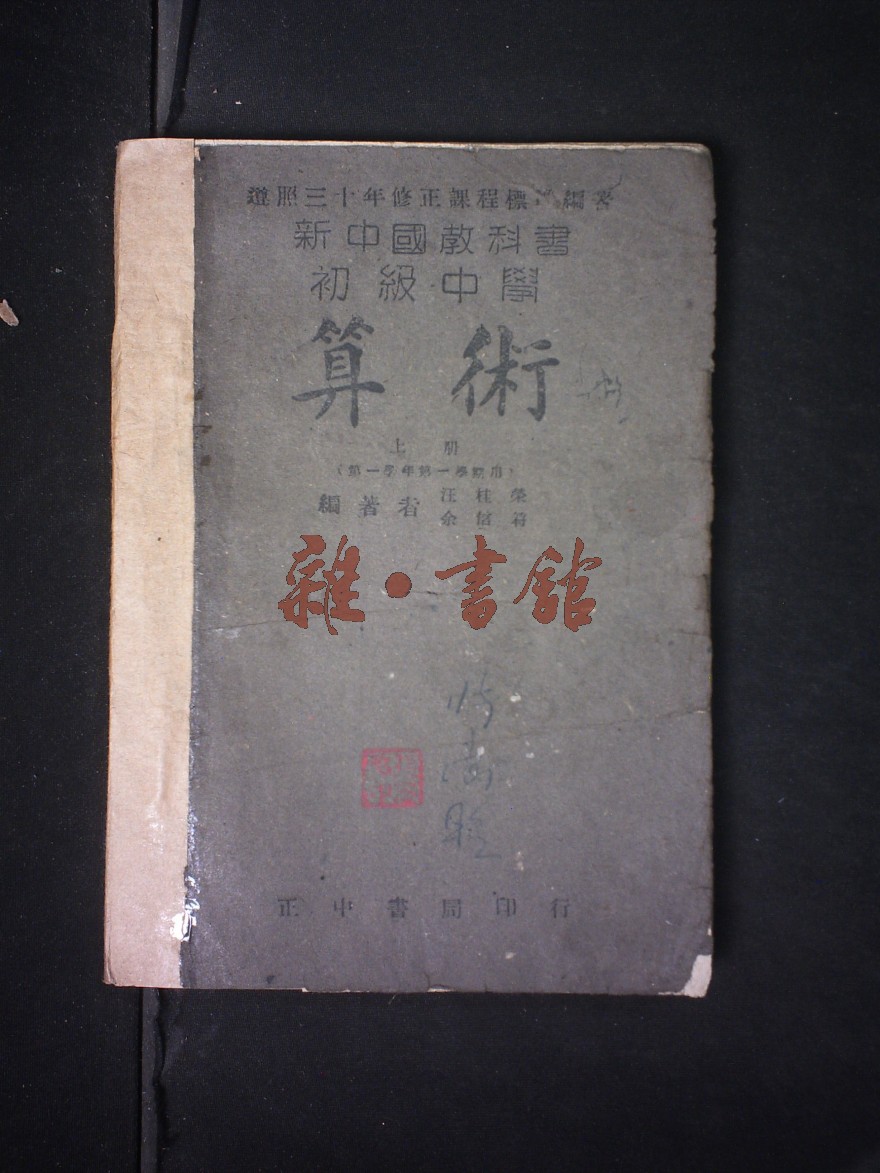 遵照三十年修正課程標準編著
新中國教科書
初級中學
算術
上册
(第一學年第一學期用)
編著者 汪桂榮
余信符
雜·書館
正中書局印行